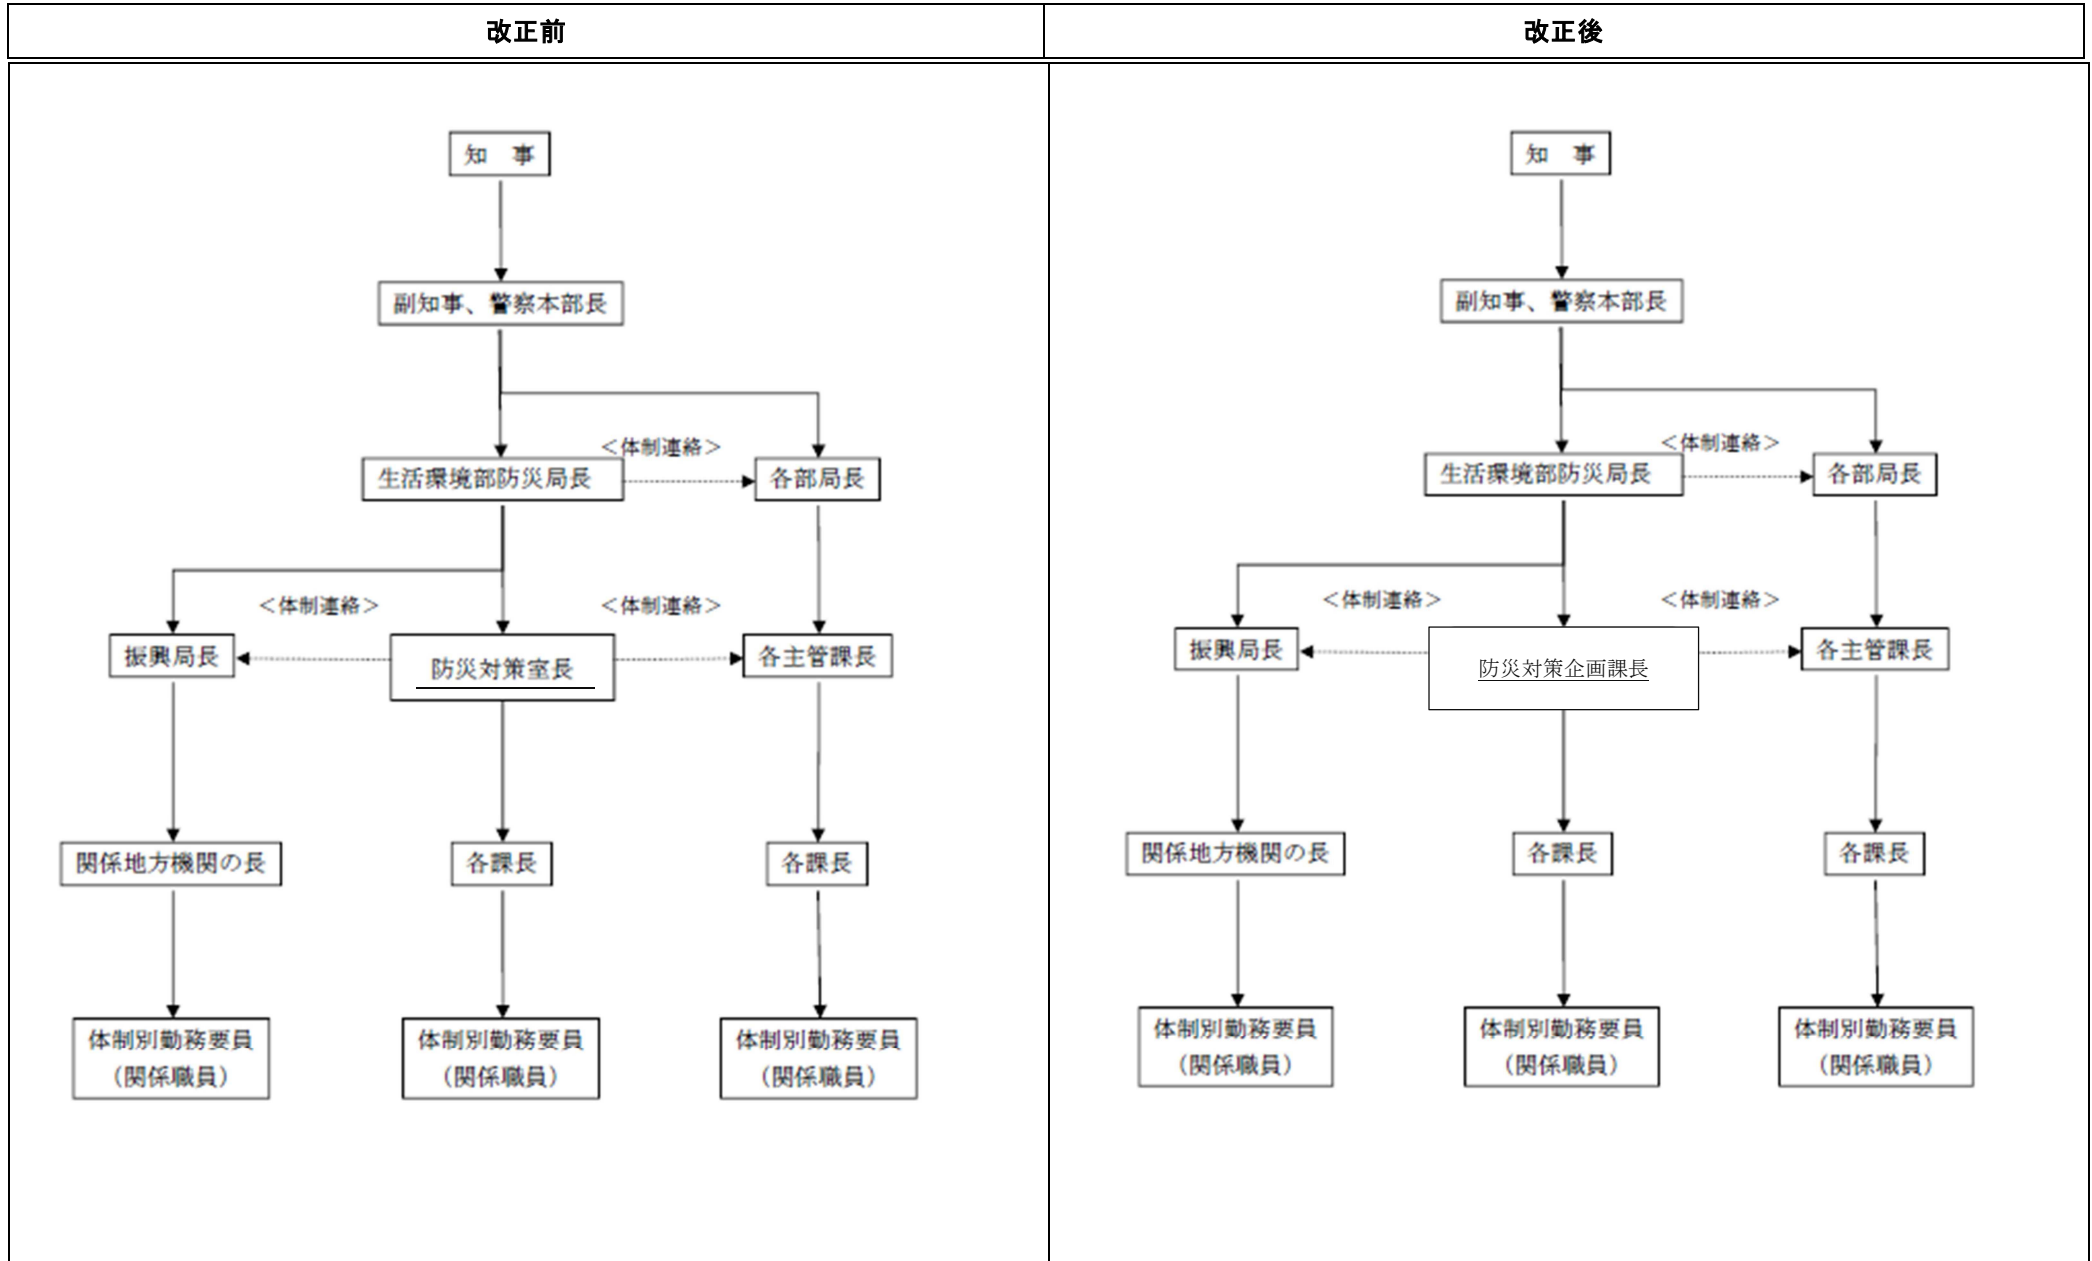 改正前
改正後
知　事
副知事、警察本部長
＜体制連絡＞
生活環境部防災局長
各部局長
＜体制連絡＞
＜体制連絡＞
振興局長
防災対策室長
各主管課長
関係地方機関の長
各課長
各課長
体制別勤務要員
（関係職員）
体制別勤務要員
（関係職員）
体制別勤務要員
（関係職員）
知　事
副知事、警察本部長
＜体制連絡＞
生活環境部防災局長
各部局長
＜体制連絡＞
＜体制連絡＞
振興局長
防災対策企画課長
各主管課長
関係地方機関の長
各課長
各課長
体制別勤務要員
（関係職員）
体制別勤務要員
（関係職員）
体制別勤務要員
（関係職員）